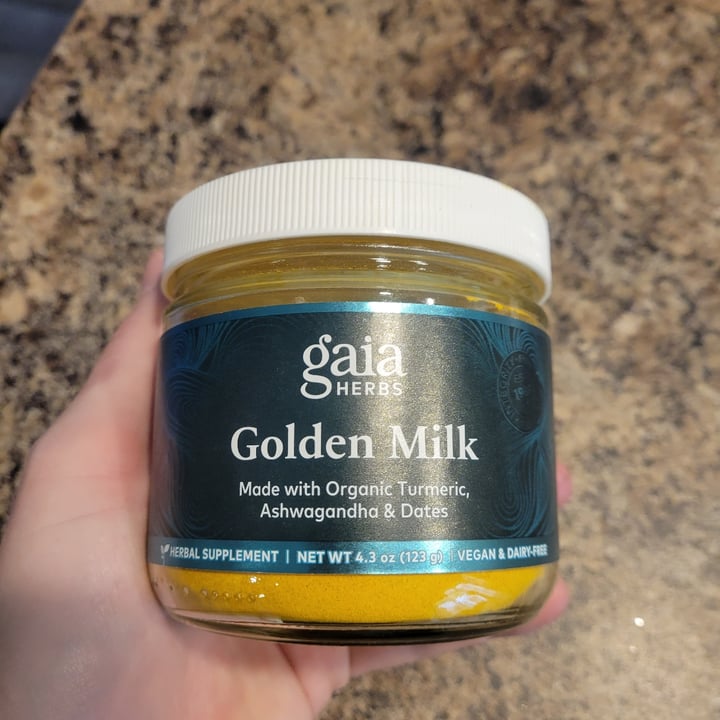 gaia
HERBS
Golden Milk
Made with Organic Turmeric,
Ashwagandha & Dates
HERBAL SUPPLEMENT | NET WT 4.3 oz (123 g) | VEGAN & DAIRY-FREE